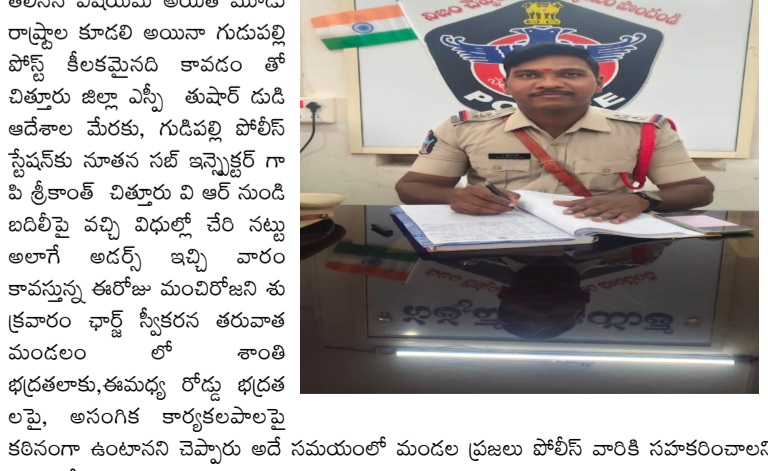 రాష్ట్రాల కూడలి అయినా గుడుపల్లి
పోస్ట్ కీలకమైనది కావడం తో
చిత్తూరు జిల్లా ఎస్పీ తుషార్ డుడి
ఆదేశాల మేరకు, గుడిపల్లి పోలీస్
స్టేషన్‌కు నూతన సబ్ ఇన్స్పెక్టర్ గా
పి శ్రీకాంత్ చిత్తూరు వి ఆర్ నుండి
బదిలీపై వచ్చి విధుల్లో చేరి నట్టు
అలాగే అడర్స్ ఇచ్చి వారం
కావస్తున్న ఈరోజు మంచిరోజని శు
క్రవారం ఛార్జ్ స్వీకరన తరువాత
మండలం లో శాంతి
భద్రతలాకు,ఈమధ్య రోడ్డు భద్రత
లపై, అసంగిక కార్యకలపాలపై
కఠినంగా ఉంటానని చెప్పారు అదే సమయంలో మండల ప్రజలు పోలీస్ వారికి సహకరించాలని
POLICE